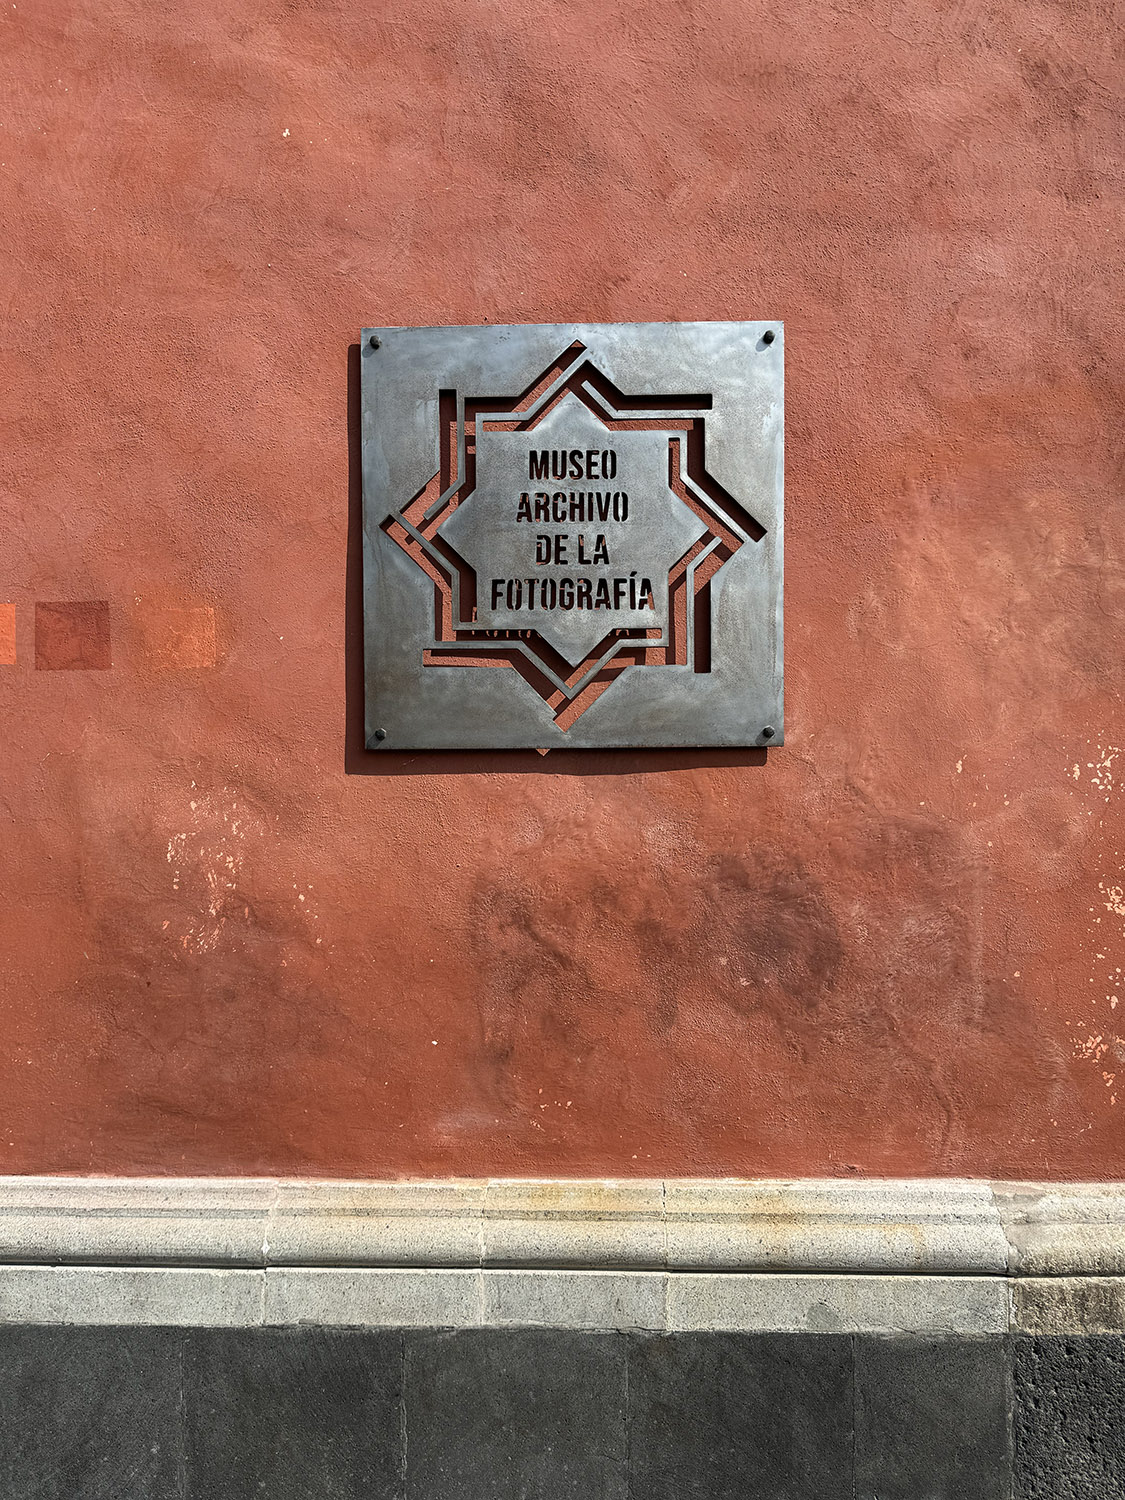 MUSEO
ARCHIVO
DE LA
FOTOGRAFÍA